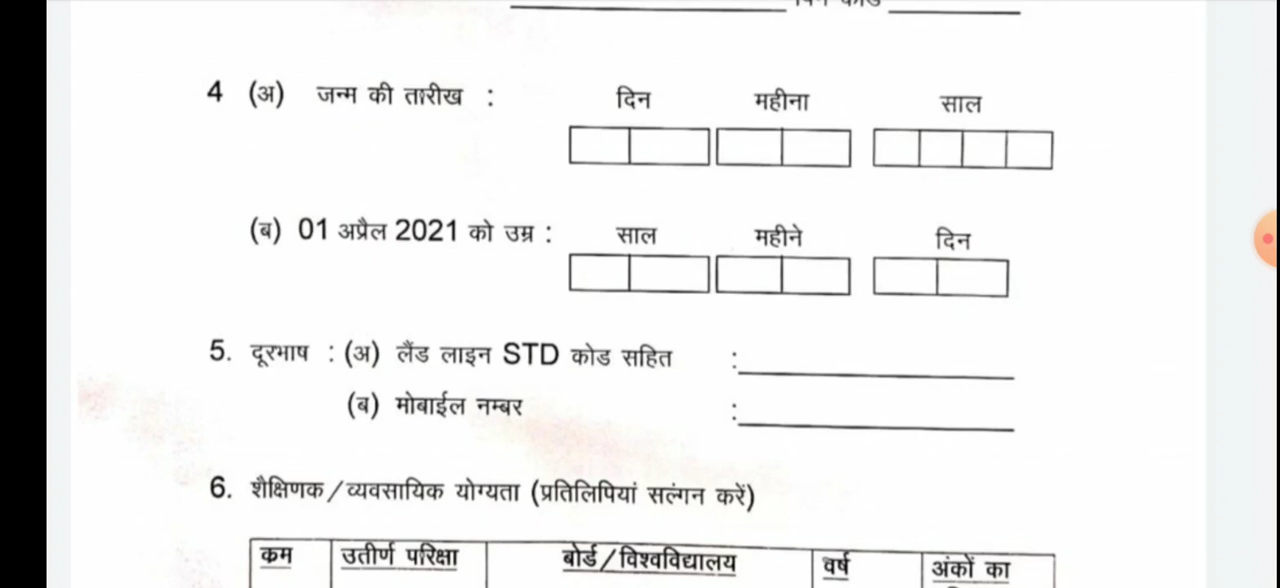 4 (अ) जन्म की तारीख : दिन महीना साल
(ब) 01 अप्रैल 2021 को उम्र : साल महीने दिन
5. दूरभाष : (अ) लैंड लाइन STD कोड सहित :
(ब) मोबाईल नम्बर :
6. शैक्षिणक/व्यवसायिक योग्यता (प्रतिलिपियां सल्ंगन करें)
कम उतीर्ण परिक्षा बोर्ड/विश्वविद्यालय वर्ष अंकों का